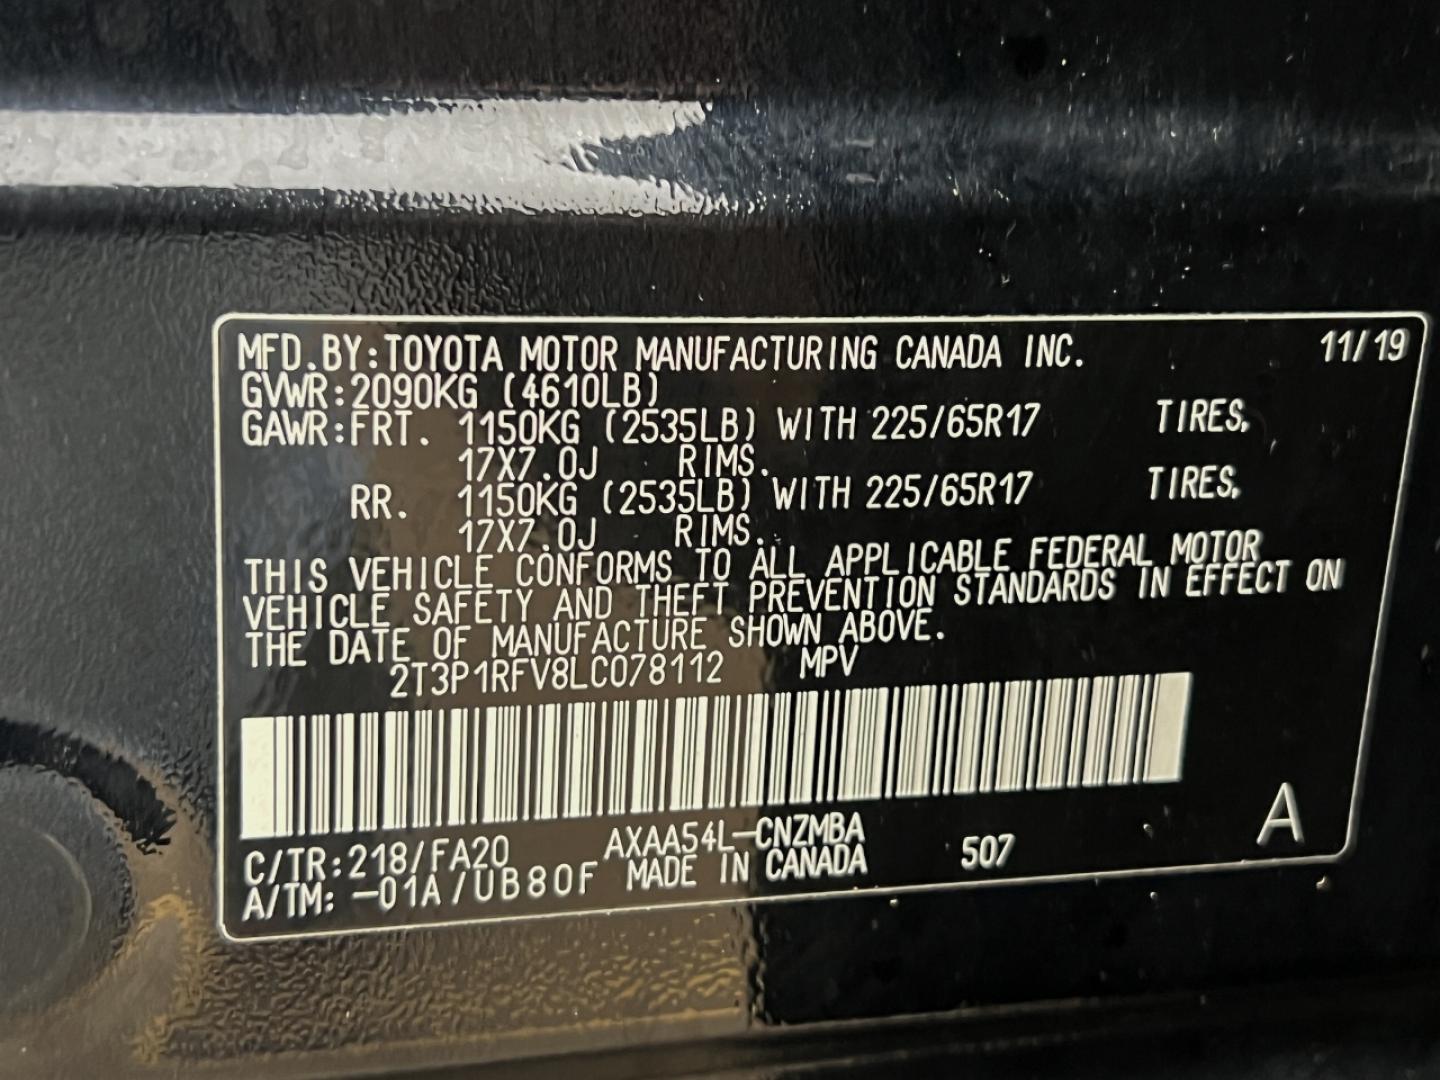 MFD.BY:TOYOTA MOTOR MANUFACTURING CANADA INC. 11/19
GVWR:2090KG (4610LB)
GAWR:FRT. 1150KG (2535LB) WITH 225/65R17 TIRES,
17X7.0J RIMS.
RR. 1150KG (2535LB) WITH 225/65R17 TIRES,
17X7.0J RIMS.
THIS VEHICLE CONFORMS TO ALL APPLICABLE FEDERAL MOTOR
VEHICLE SAFETY AND THEFT PREVENTION STANDARDS IN EFFECT ON
THE DATE OF MANUFACTURE SHOWN ABOVE.
2T3P1RFV8LC078112 MPV
C/TR:218/FA20 AXAA54L-CNZMBA 507 A
A/TM: -01A/UB80F MADE IN CANADA